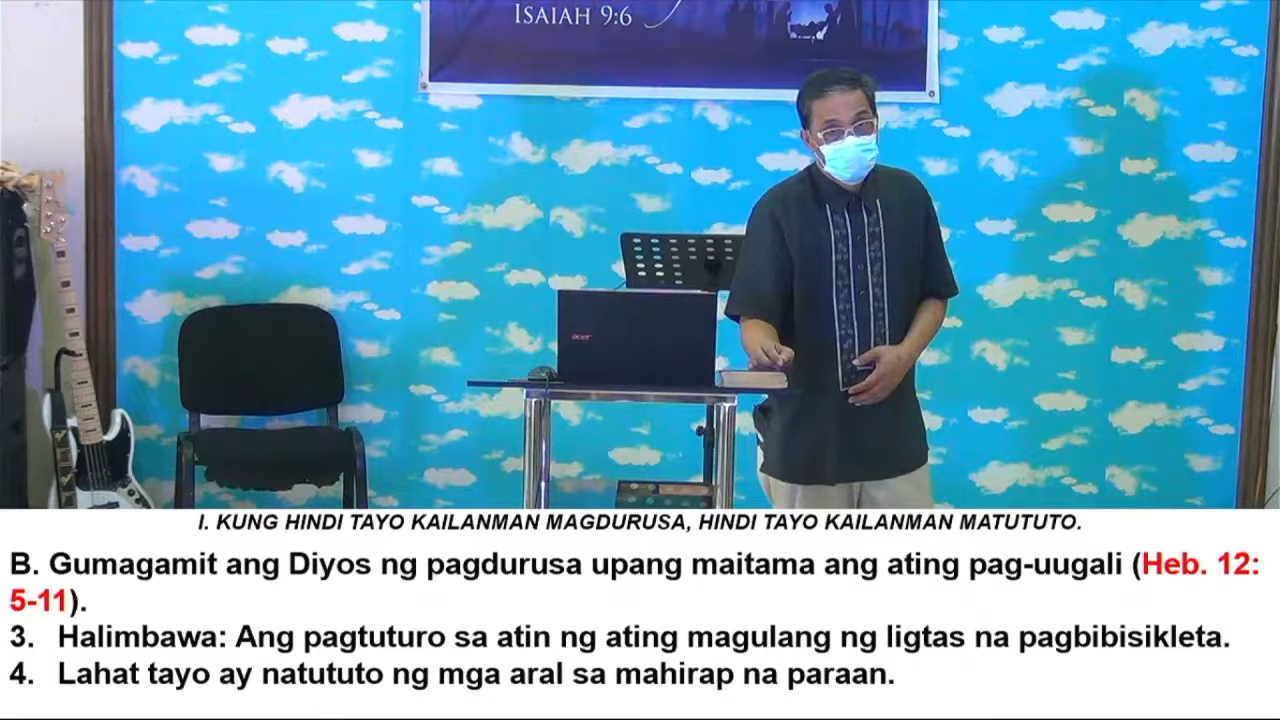 ISAIAH 9:6
acer
I. KUNG HINDI TAYO KAILANMAN MAGDURUSA, HINDI TAYO KAILANMAN MATUTUTO.
B. Gumagamit ang Diyos ng pagdurusa upang maitama ang ating pag-uugali (Heb. 12:
5-11).
3. Halimbawa: Ang pagtuturo sa atin ng ating magulang ng ligtas na pagbibisikleta.
4. Lahat tayo ay natututo ng mga aral sa mahirap na paraan.